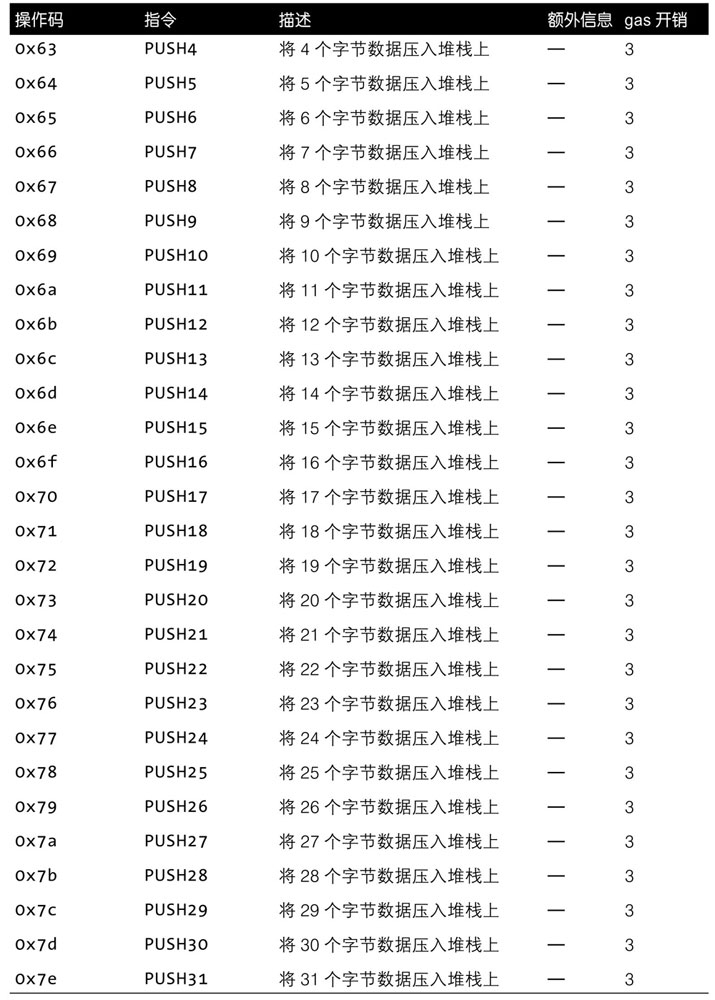 操作码 指令 描述 额外信息 gas 开销
0x63 PUSH4 将 4 个字节数据压入堆栈上 — 3
0x64 PUSH5 将 5 个字节数据压入堆栈上 — 3
0x65 PUSH6 将 6 个字节数据压入堆栈上 — 3
0x66 PUSH7 将 7 个字节数据压入堆栈上 — 3
0x67 PUSH8 将 8 个字节数据压入堆栈上 — 3
0x68 PUSH9 将 9 个字节数据压入堆栈上 — 3
0x69 PUSH10 将 10 个字节数据压入堆栈上 — 3
0x6a PUSH11 将 11 个字节数据压入堆栈上 — 3
0x6b PUSH12 将 12 个字节数据压入堆栈上 — 3
0x6c PUSH13 将 13 个字节数据压入堆栈上 — 3
0x6d PUSH14 将 14 个字节数据压入堆栈上 — 3
0x6e PUSH15 将 15 个字节数据压入堆栈上 — 3
0x6f PUSH16 将 16 个字节数据压入堆栈上 — 3
0x70 PUSH17 将 17 个字节数据压入堆栈上 — 3
0x71 PUSH18 将 18 个字节数据压入堆栈上 — 3
0x72 PUSH19 将 19 个字节数据压入堆栈上 — 3
0x73 PUSH20 将 20 个字节数据压入堆栈上 — 3
0x74 PUSH21 将 21 个字节数据压入堆栈上 — 3
0x75 PUSH22 将 22 个字节数据压入堆栈上 — 3
0x76 PUSH23 将 23 个字节数据压入堆栈上 — 3
0x77 PUSH24 将 24 个字节数据压入堆栈上 — 3
0x78 PUSH25 将 25 个字节数据压入堆栈上 — 3
0x79 PUSH26 将 26 个字节数据压入堆栈上 — 3
0x7a PUSH27 将 27 个字节数据压入堆栈上 — 3
0x7b PUSH28 将 28 个字节数据压入堆栈上 — 3
0x7c PUSH29 将 29 个字节数据压入堆栈上 — 3
0x7d PUSH30 将 30 个字节数据压入堆栈上 — 3
0x7e PUSH31 将 31 个字节数据压入堆栈上 — 3